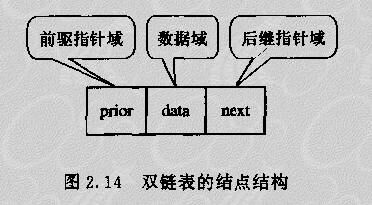 前驱指针域 数据域 后继指针域
prior data next
图 2.14 双链表的结点结构